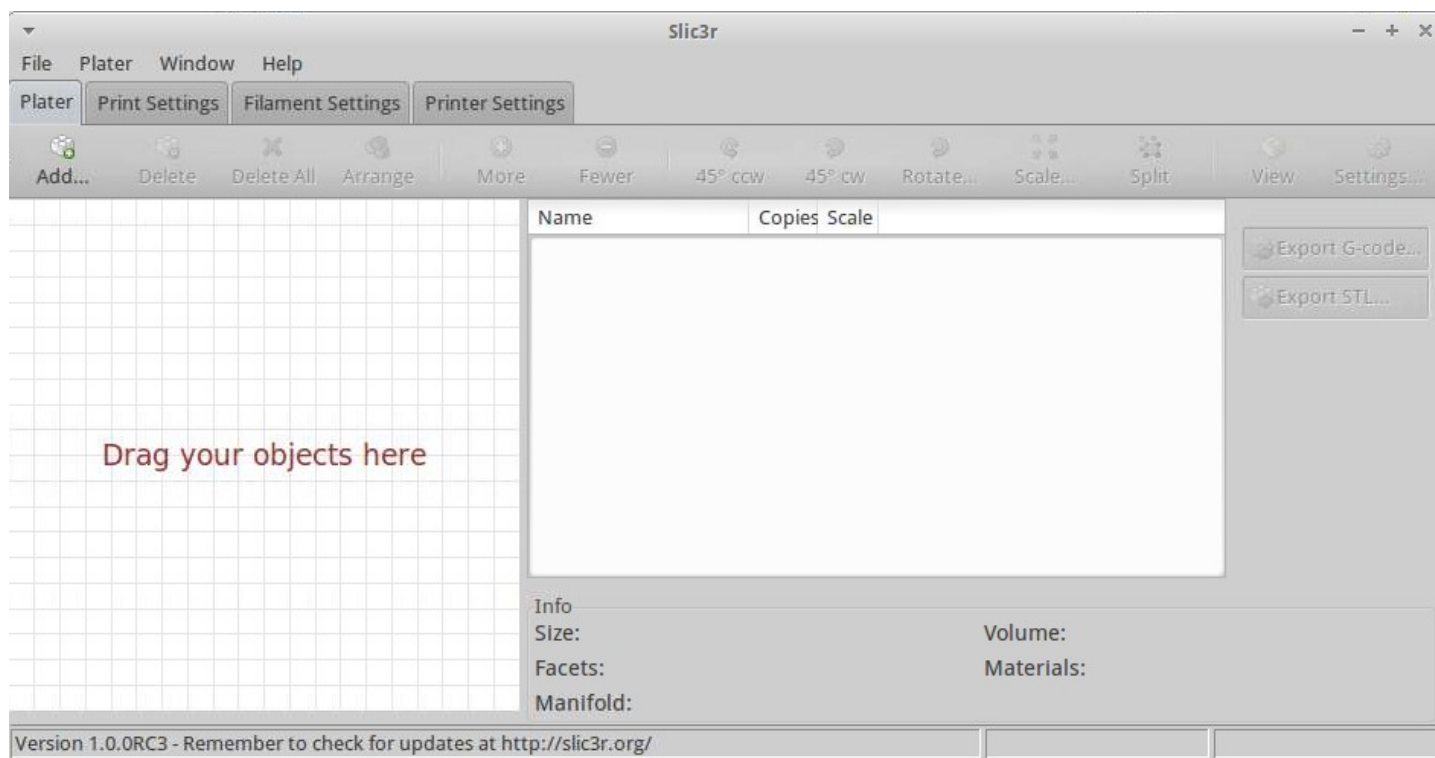 Slic3r
File Plater Window Help
Plater Print Settings Filament Settings Printer Settings
Add... Delete Delete All Arrange More Fewer 45° ccw 45° cw Rotate... Scale... Split View Settings...
Name Copies Scale
Export G-code...
Export STL...
Drag your objects here
Info
Size: Volume:
Facets: Materials:
Manifold:
Version 1.0.0RC3 - Remember to check for updates at http://slic3r.org/